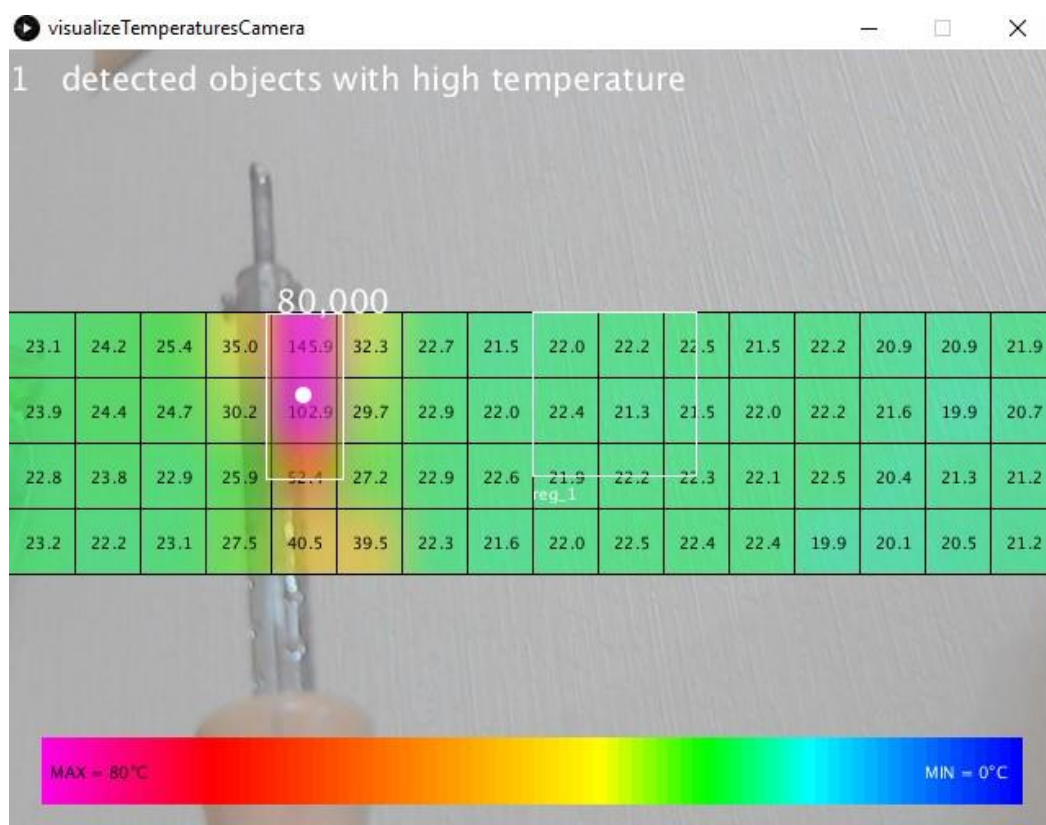 visualizeTemperaturesCamera
1 detected objects with high temperature
80,000
23.1 24.2 25.4 35.0 145.9 32.3 22.7 21.5 22.0 22.2 22.5 21.5 22.2 20.9 20.9 21.9
23.9 24.4 24.7 30.2 102.9 29.7 22.9 22.0 22.4 21.3 21.5 22.0 22.2 21.6 19.9 20.7
22.8 23.8 22.9 25.9 52.4 27.2 22.9 22.6 21.9 22.2 22.3 22.1 22.5 20.4 21.3 21.2
reg_1
23.2 22.2 23.1 27.5 40.5 39.5 22.3 21.6 22.0 22.5 22.4 22.4 19.9 20.1 20.5 21.2
MAX = 80°C MIN = 0°C